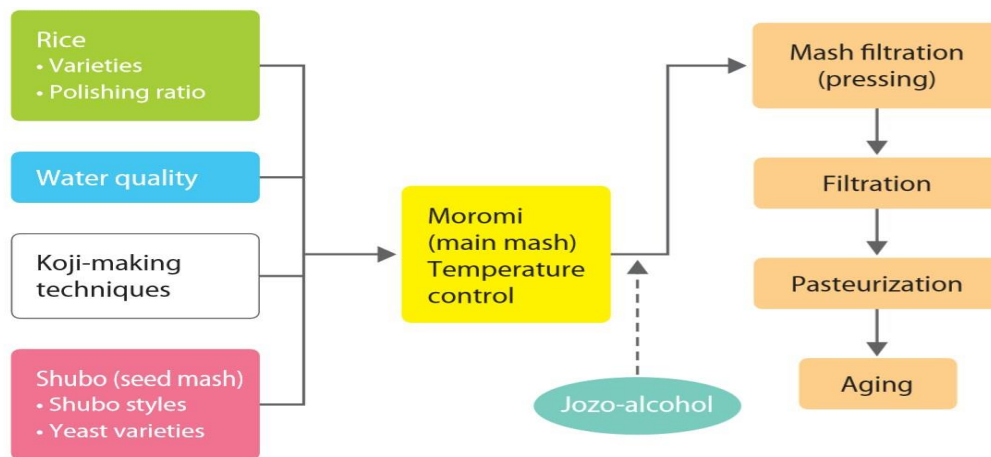 Rice
• Varieties
• Polishing ratio
Water quality
Koji-making
techniques
Shubo (seed mash)
• Shubo styles
• Yeast varieties
Moromi
(main mash)
Temperature
control
Jozo-alcohol
Mash filtration
(pressing)
Filtration
Pasteurization
Aging